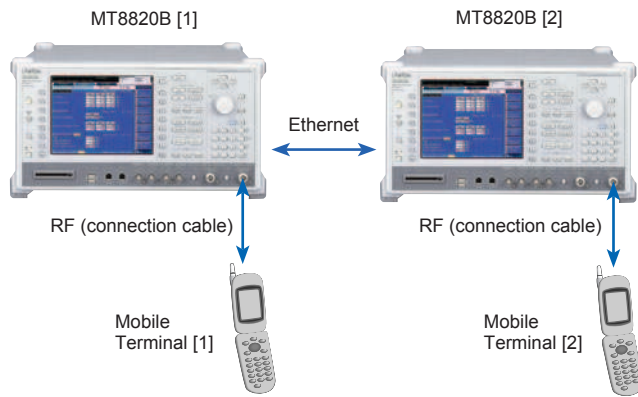 MT8820B [1]
MT8820B [2]
Ethernet
RF (connection cable)
RF (connection cable)
Mobile
Terminal [1]
Mobile
Terminal [2]